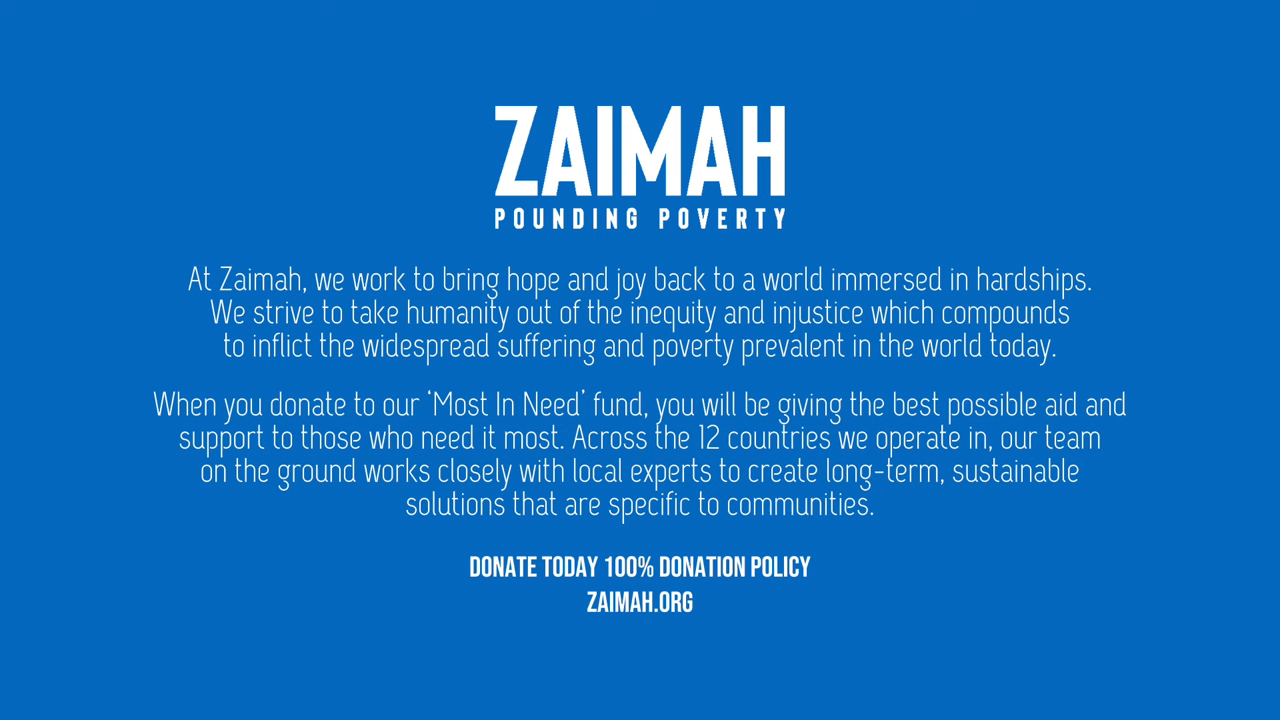 ZAIMAH
POUNDING POVERTY
At Zaimah, we work to bring hope and joy back to a world immersed in hardships.
We strive to take humanity out of the inequity and injustice which compounds
to inflict the widespread suffering and poverty prevalent in the world today.
When you donate to our ‘Most In Need’ fund, you will be giving the best possible aid and
support to those who need it most. Across the 12 countries we operate in, our team
on the ground works closely with local experts to create long-term, sustainable
solutions that are specific to communities.
DONATE TODAY 100% DONATION POLICY
ZAIMAH.ORG